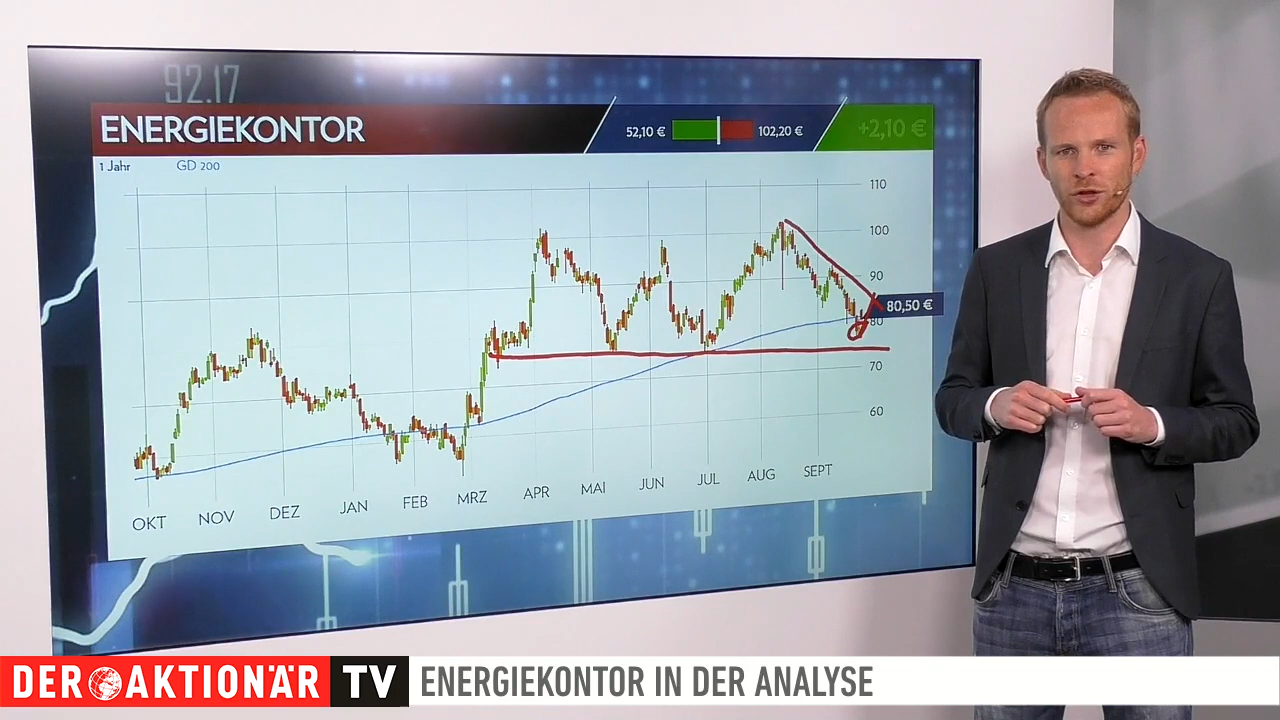 92.17
ENERGIEKONTOR
52,10 €
102,20 €
+2,10 €
1 Jahr
GD 200
110
100
90
80,50 €
80
70
60
OKT NOV DEZ JAN FEB MRZ APR MAI JUN JUL AUG SEPT
DER AKTIONÄR TV ENERGIEKONTOR IN DER ANALYSE